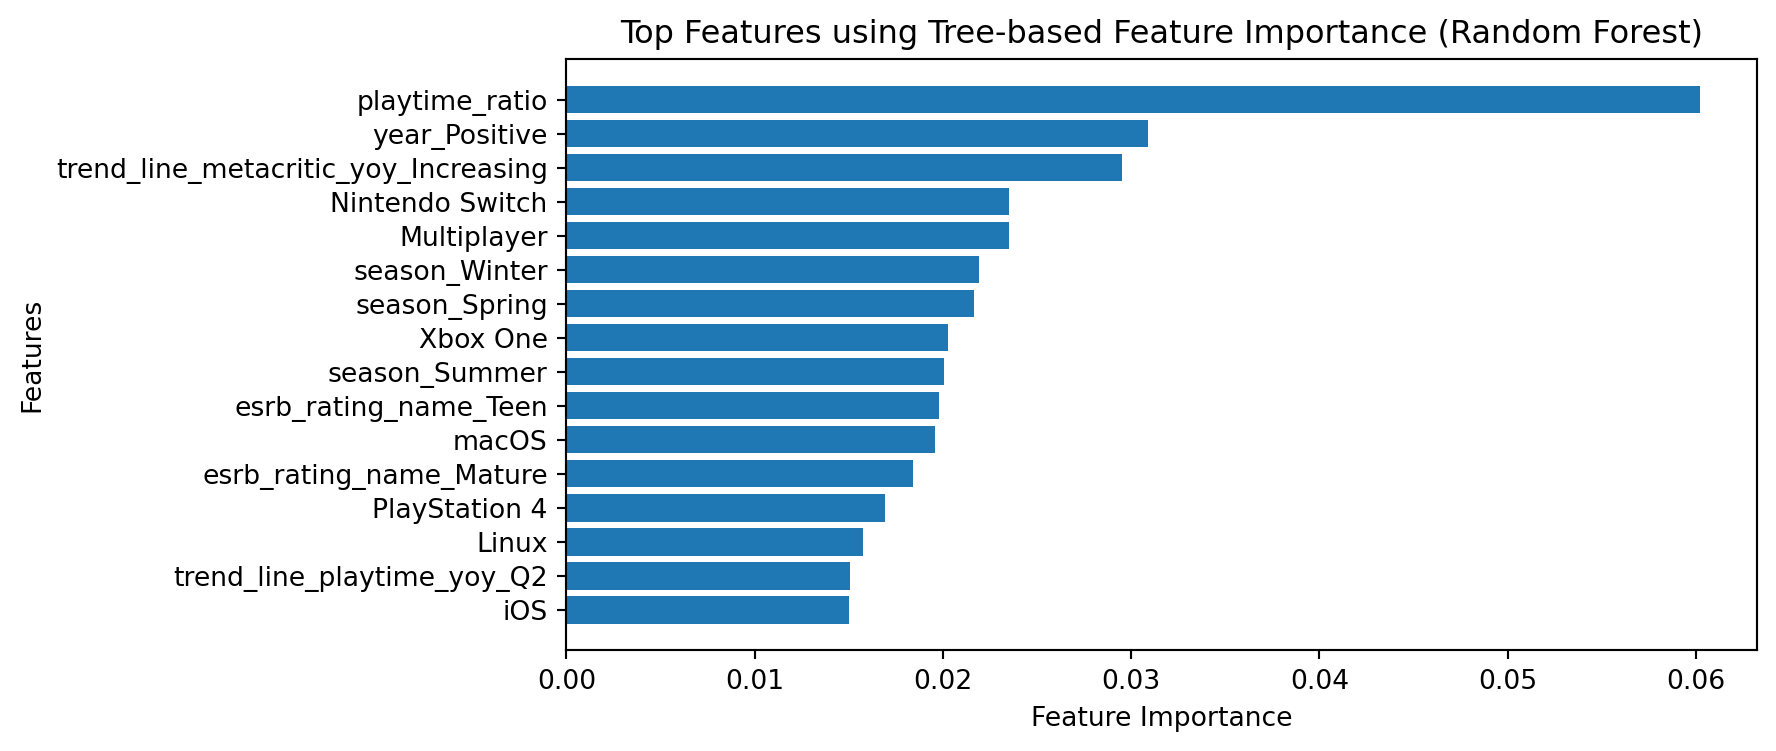 Top Features using Tree-based Feature Importance (Random Forest)
Features
playtime_ratio
year_Positive
trend_line_metacritic_yoy_Increasing
Nintendo Switch
Multiplayer
season_Winter
season_Spring
Xbox One
season_Summer
esrb_rating_name_Teen
macOS
esrb_rating_name_Mature
PlayStation 4
Linux
trend_line_playtime_yoy_Q2
iOS
0.00 0.01 0.02 0.03 0.04 0.05 0.06
Feature Importance